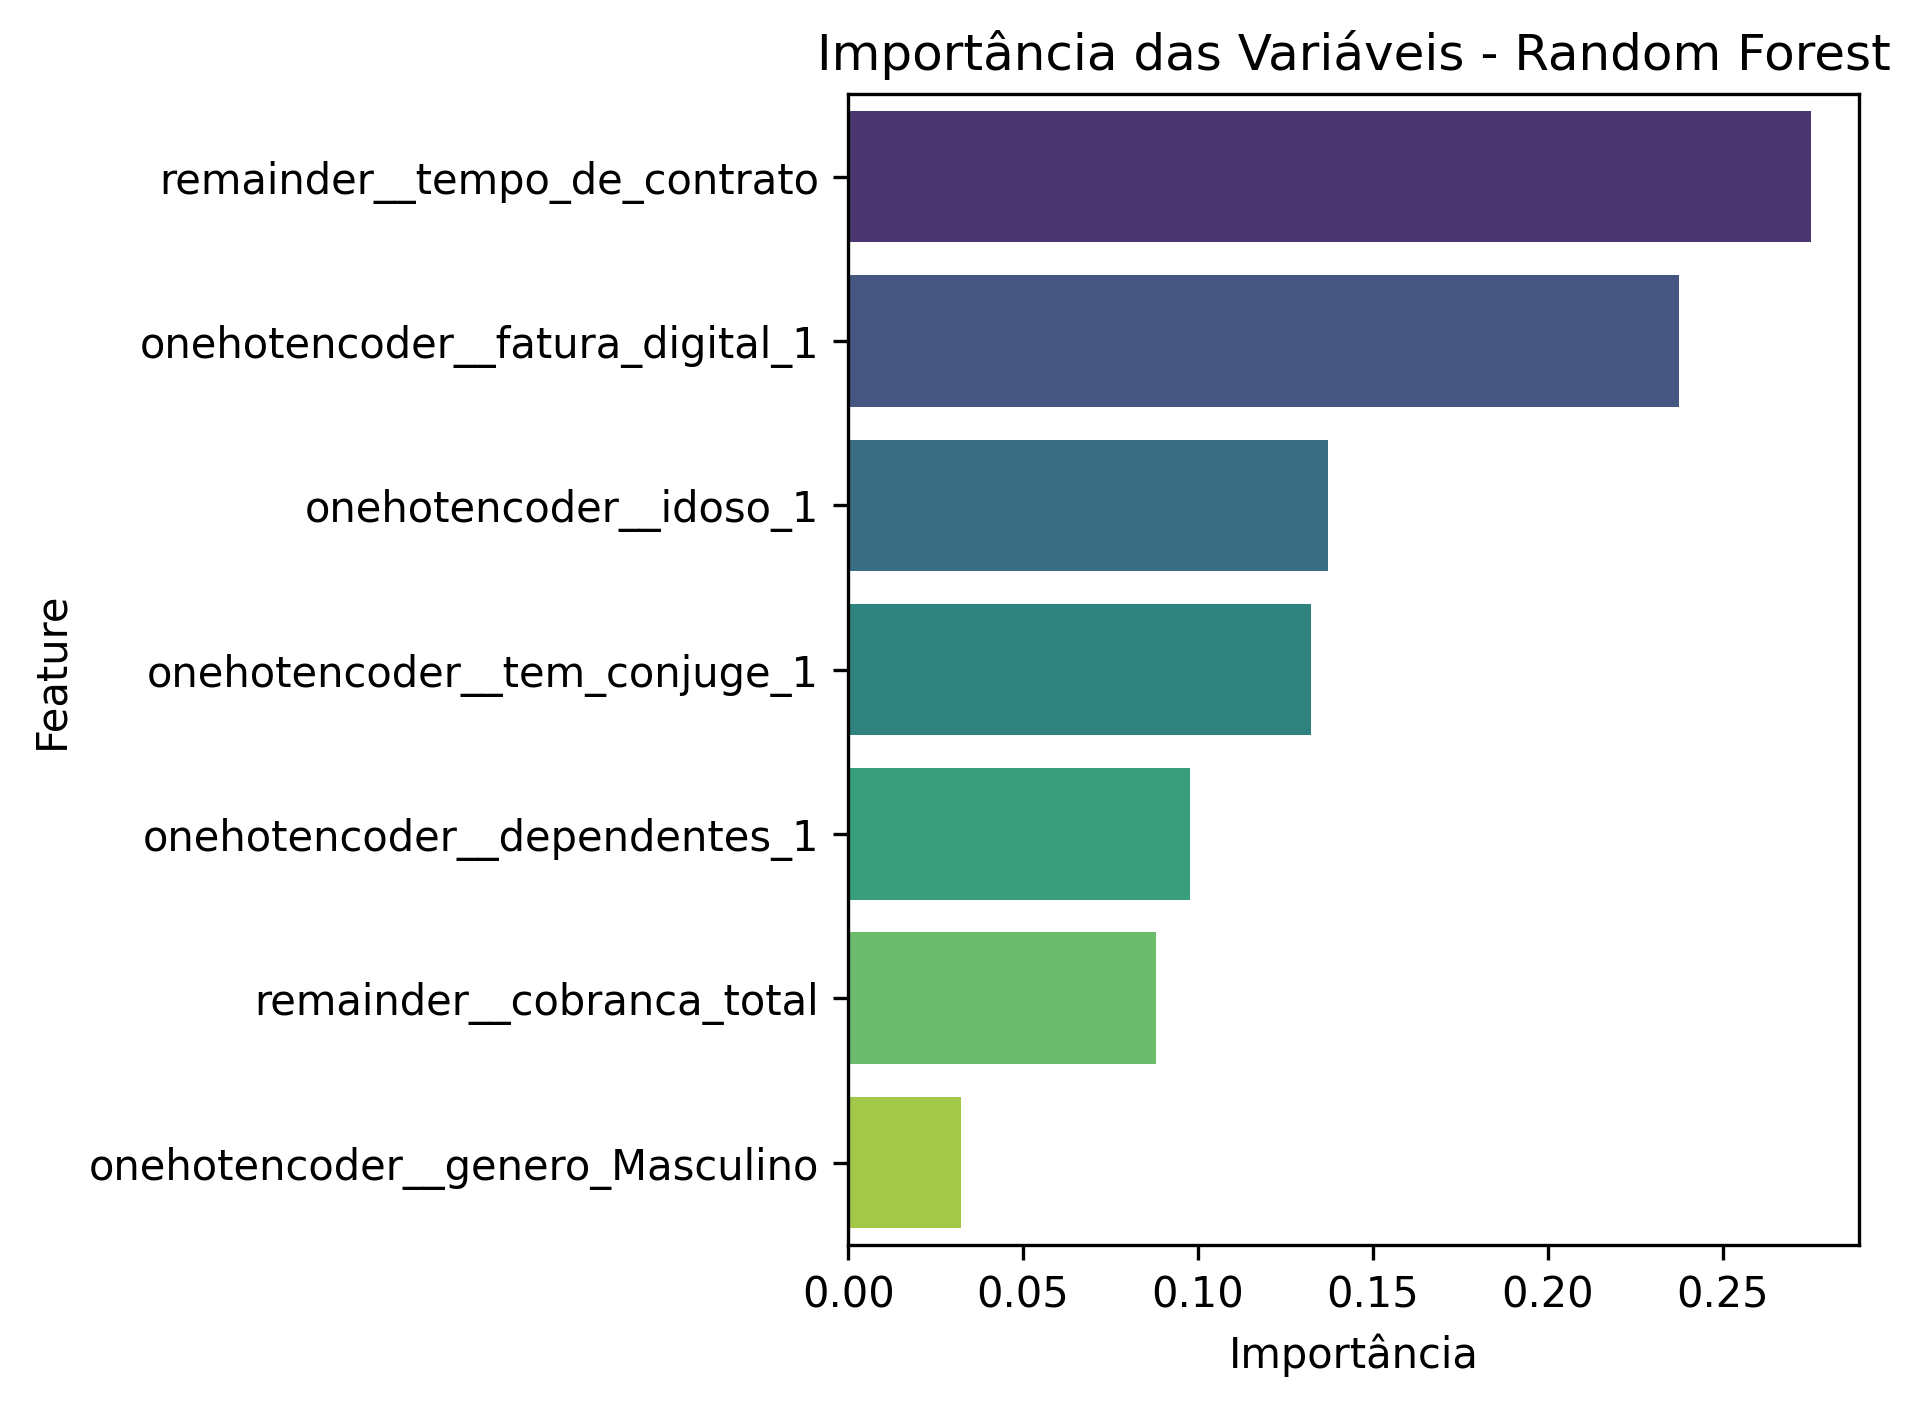 Importância das Variáveis - Random Forest
remainder__tempo_de_contrato
onehotencoder__fatura_digital_1
onehotencoder__idoso_1
onehotencoder__tem_conjuge_1
onehotencoder__dependentes_1
remainder__cobranca_total
onehotencoder__genero_Masculino
Feature
0.00 0.05 0.10 0.15 0.20 0.25
Importância